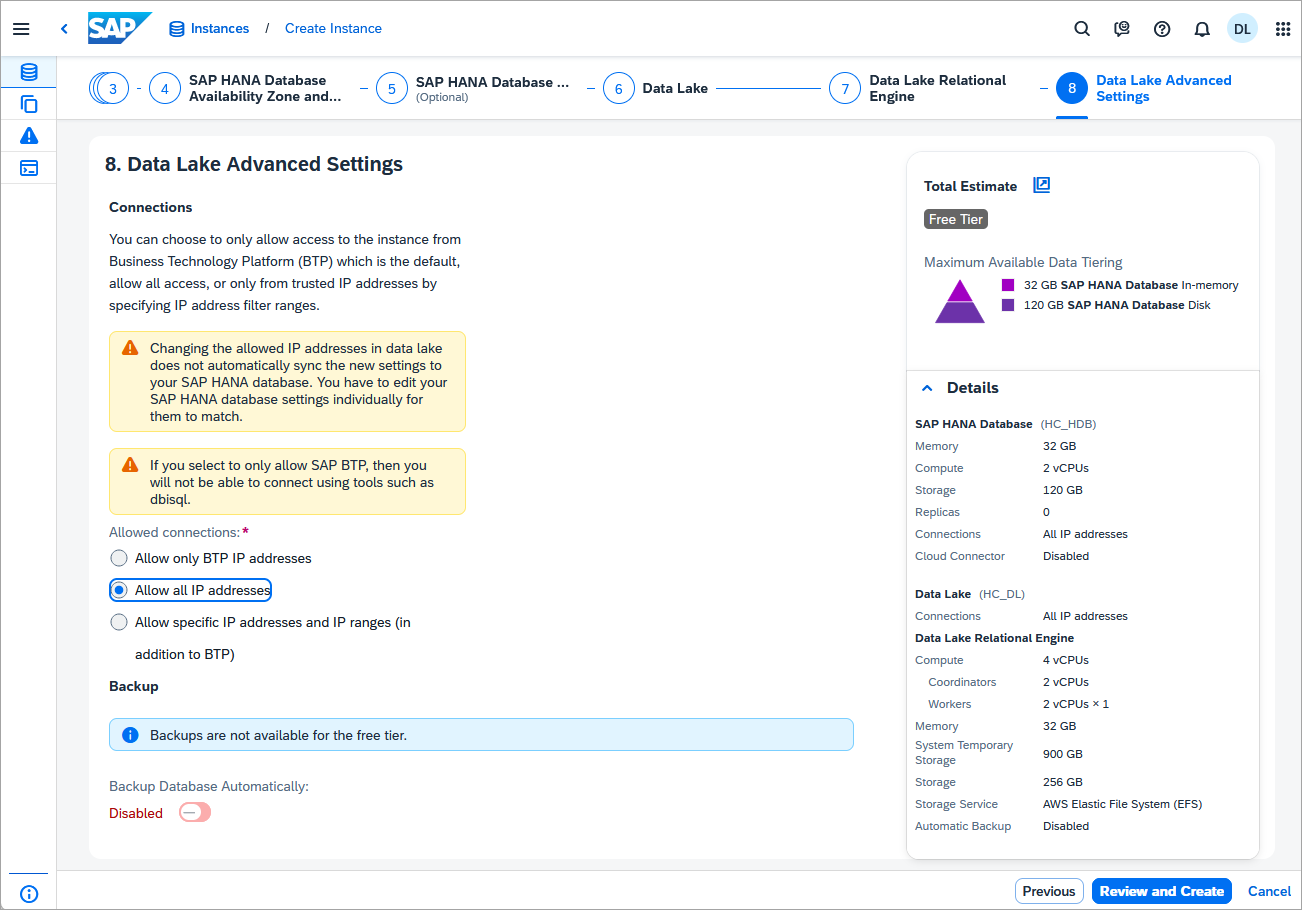 SAP
Instances / Create Instance
DL
3
4
SAP HANA Database
Availability Zone and...
5
SAP HANA Database ...
(Optional)
6
Data Lake
7
Data Lake Relational
Engine
8
Data Lake Advanced
Settings
8. Data Lake Advanced Settings
Connections
You can choose to only allow access to the instance from
Business Technology Platform (BTP) which is the default,
allow all access, or only from trusted IP addresses by
specifying IP address filter ranges.
Changing the allowed IP addresses in data lake
does not automatically sync the new settings to
your SAP HANA database. You have to edit your
SAP HANA database settings individually for
them to match.
If you select to only allow SAP BTP, then you
will not be able to connect using tools such as
dbisql.
Allowed connections:*
Allow only BTP IP addresses
Allow all IP addresses
Allow specific IP addresses and IP ranges (in
addition to BTP)
Backup
Backups are not available for the free tier.
Backup Database Automatically:
Disabled
Total Estimate
Free Tier
Maximum Available Data Tiering
32 GB SAP HANA Database In-memory
120 GB SAP HANA Database Disk
Details
SAP HANA Database (HC_HDB)
Memory 32 GB
Compute 2 vCPUs
Storage 120 GB
Replicas 0
Connections All IP addresses
Cloud Connector Disabled
Data Lake (HC_DL)
Connections All IP addresses
Data Lake Relational Engine
Compute 4 vCPUs
Coordinators 2 vCPUs
Workers 2 vCPUs × 1
Memory 32 GB
System Temporary
Storage 900 GB
Storage 256 GB
Storage Service AWS Elastic File System (EFS)
Automatic Backup Disabled
Previous
Review and Create
Cancel